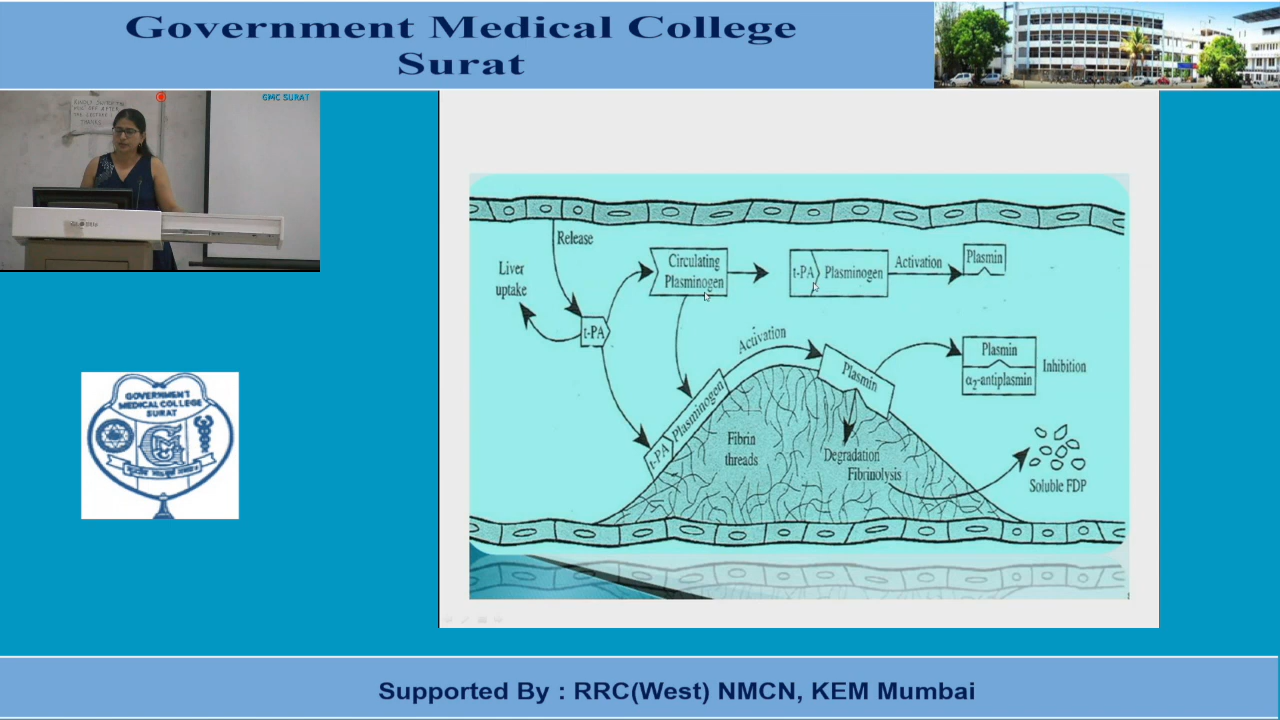 Government Medical College
Surat
GMC SURAT
Release
Liver
uptake
t-PA
Circulating
Plasminogen
t-PA
Plasminogen
Activation
Plasmin
Activation
t-PA
Plasminogen
Plasmin
Plasmin
α₂-antiplasmin
Inhibition
Fibrin
threads
Degradation
Fibrinolysis
Soluble FDP
GOVERNMENT
MEDICAL COLLEGE
SURAT
Supported By : RRC(West) NMCN, KEM Mumbai